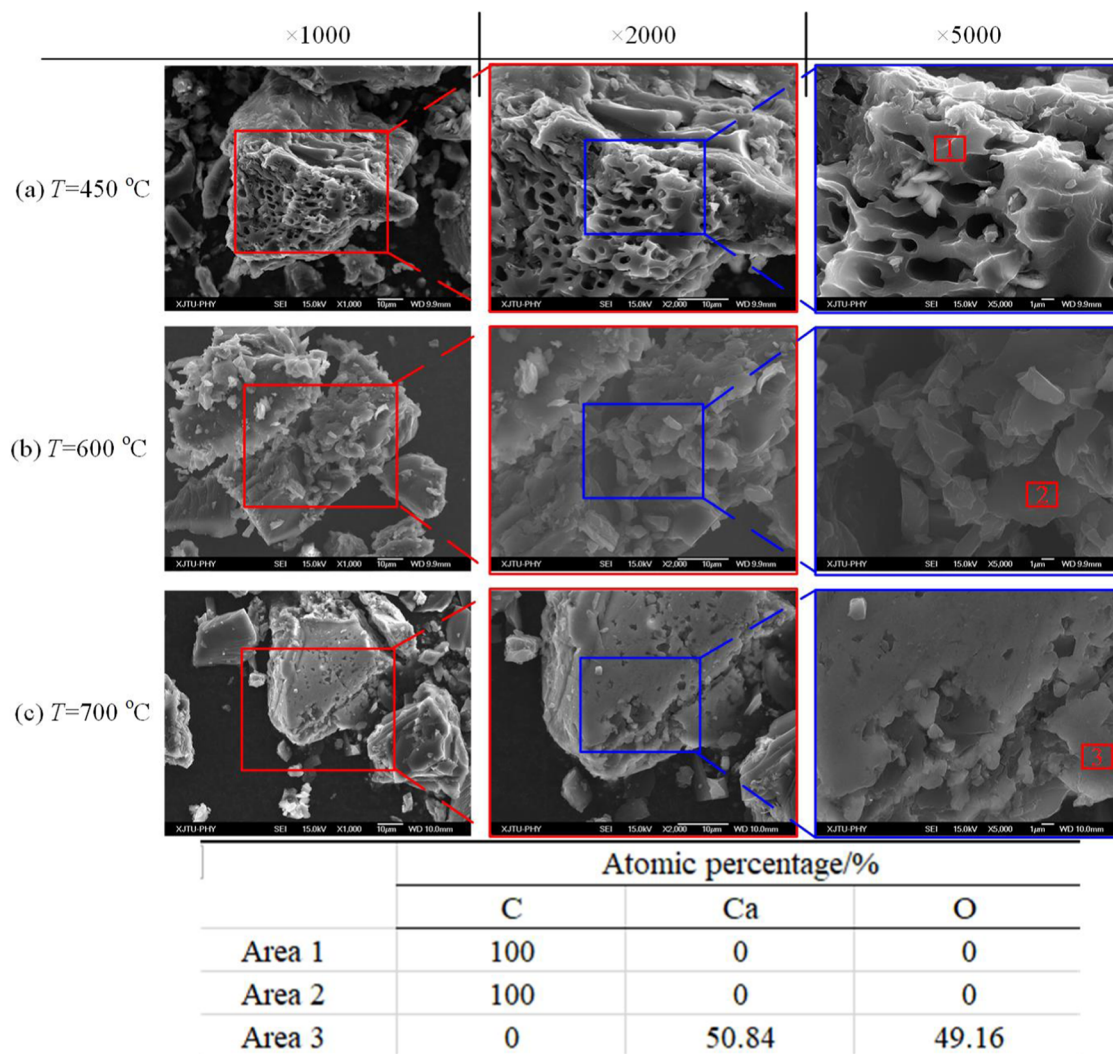 ×1000 ×2000 ×5000
(a) T=450 °C
1
XJTU-PHY SEI 15.0kV X1,000 10μm WD 9.9mm
XJTU-PHY SEI 15.0kV X2,000 10μm WD 9.9mm
XJTU-PHY SEI 15.0kV X5,000 1μm WD 9.9mm
(b) T=600 °C
2
XJTU-PHY SEI 15.0kV X1,000 10μm WD 9.9mm
XJTU-PHY SEI 15.0kV X2,000 10μm WD 9.9mm
XJTU-PHY SEI 15.0kV X5,000 1μm WD 9.9mm
(c) T=700 °C
3
XJTU-PHY SEI 15.0kV X1,000 10μm WD 10.0mm
XJTU-PHY SEI 15.0kV X2,000 10μm WD 10.0mm
XJTU-PHY SEI 15.0kV X5,000 1μm WD 10.0mm
Atomic percentage/%
C Ca O
Area 1 100 0 0
Area 2 100 0 0
Area 3 0 50.84 49.16